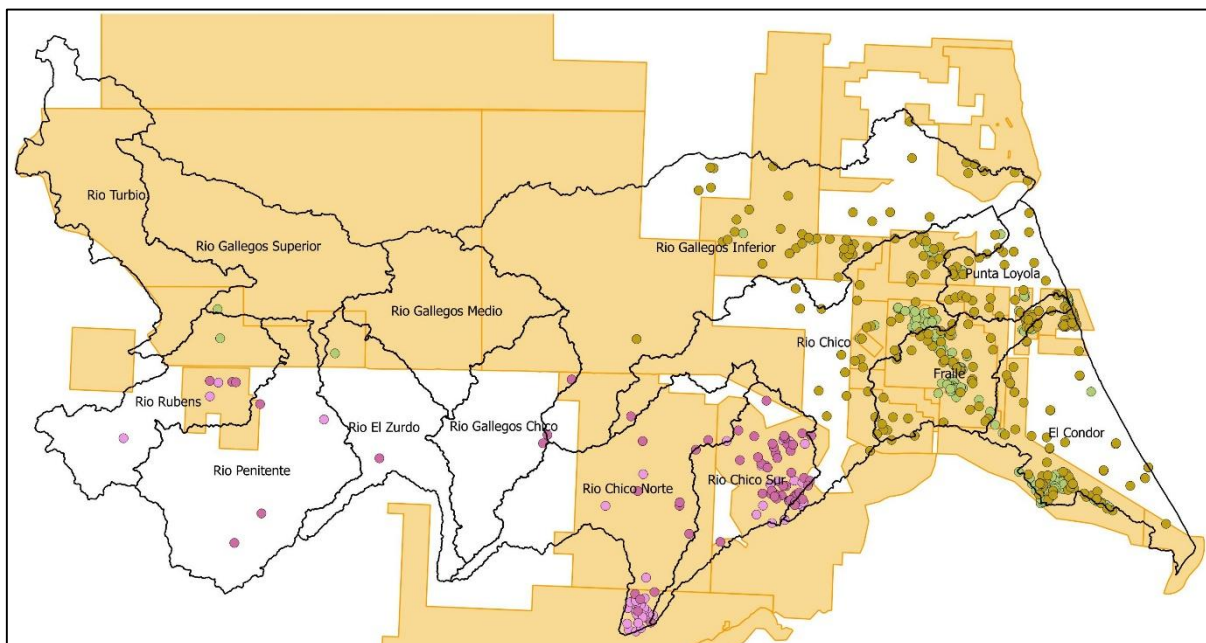 Rio Turbio
Rio Gallegos Superior
Rio Gallegos Inferior
Punta Loyola
Rio Gallegos Medio
Rio Chico
Fraile
Rio Rubens
Rio El Zurdo
Rio Gallegos Chico
El Condor
Rio Penitente
Rio Chico Norte
Rio Chico Sur